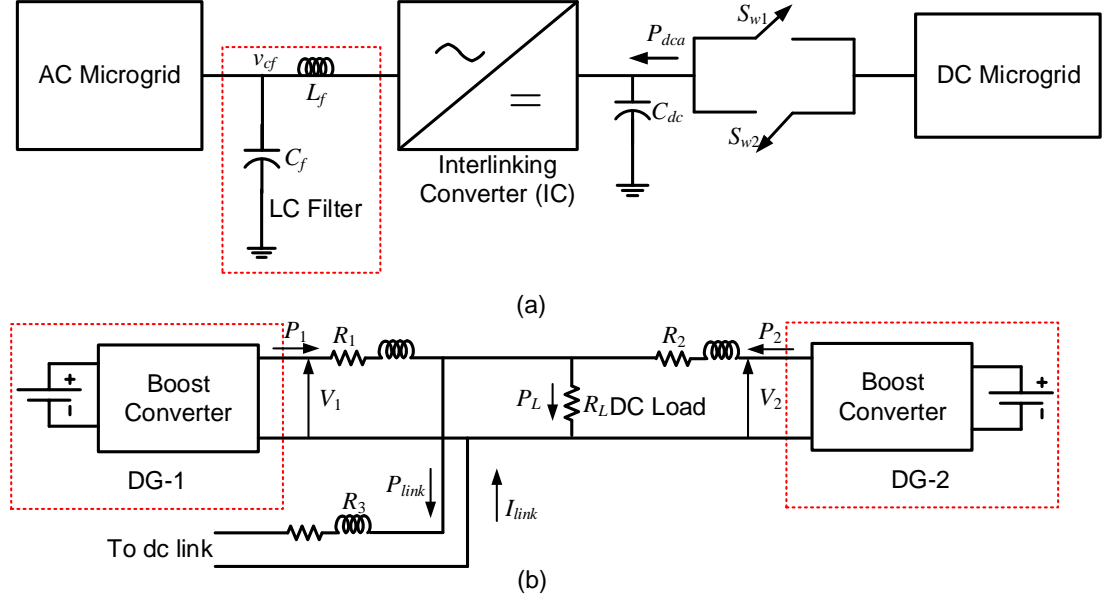 AC Microgrid
v_cf
L_f
C_f
LC Filter
Interlinking
Converter (IC)
P_dca
C_dc
S_w1
S_w2
DC Microgrid
(a)
P_1
R_1
R_2
P_2
+
-
Boost
Converter
V_1
P_L
R_L
DC Load
V_2
Boost
Converter
+
-
DG-1
DG-2
P_link
I_link
R_3
To dc link
(b)